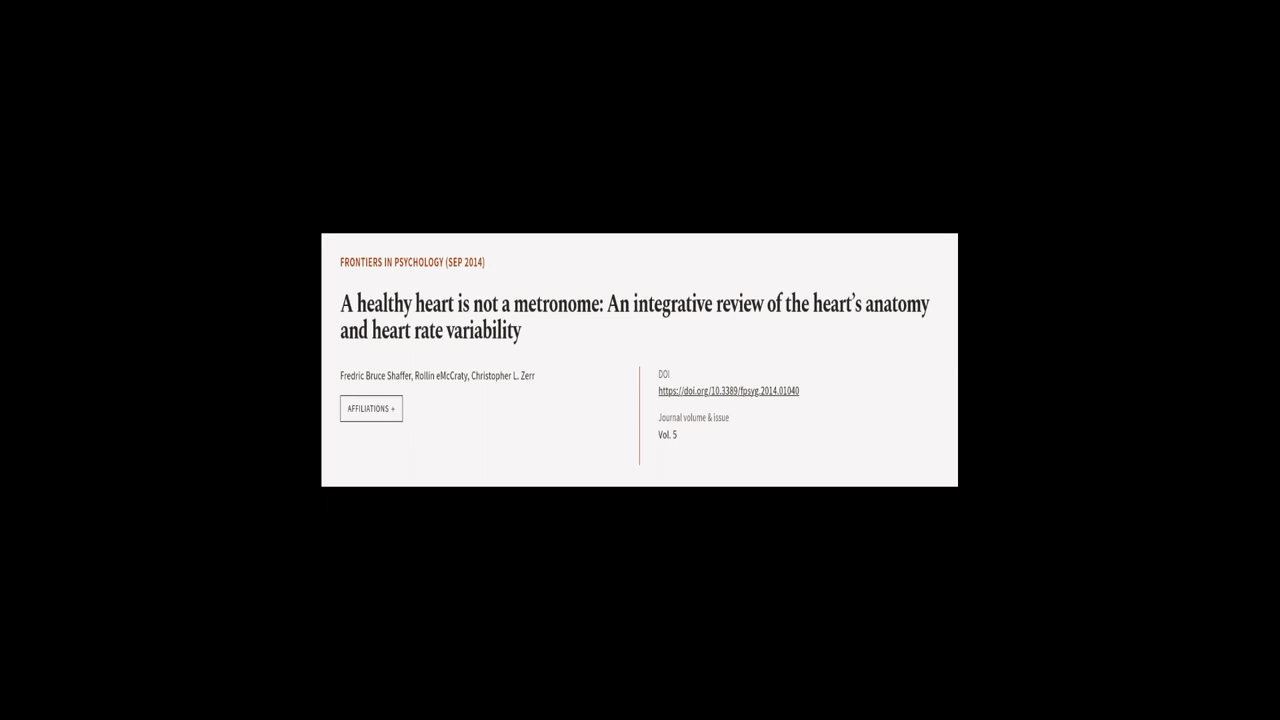 FRONTIERS IN PSYCHOLOGY (SEP 2014)
A healthy heart is not a metronome: An integrative review of the heart's anatomy
and heart rate variability
Fredric Bruce Shaffer, Rollin eMcCraty, Christopher L. Zerr
AFFILIATIONS +
DOI
https://doi.org/10.3389/fpsyg.2014.01040
Journal volume & issue
Vol. 5